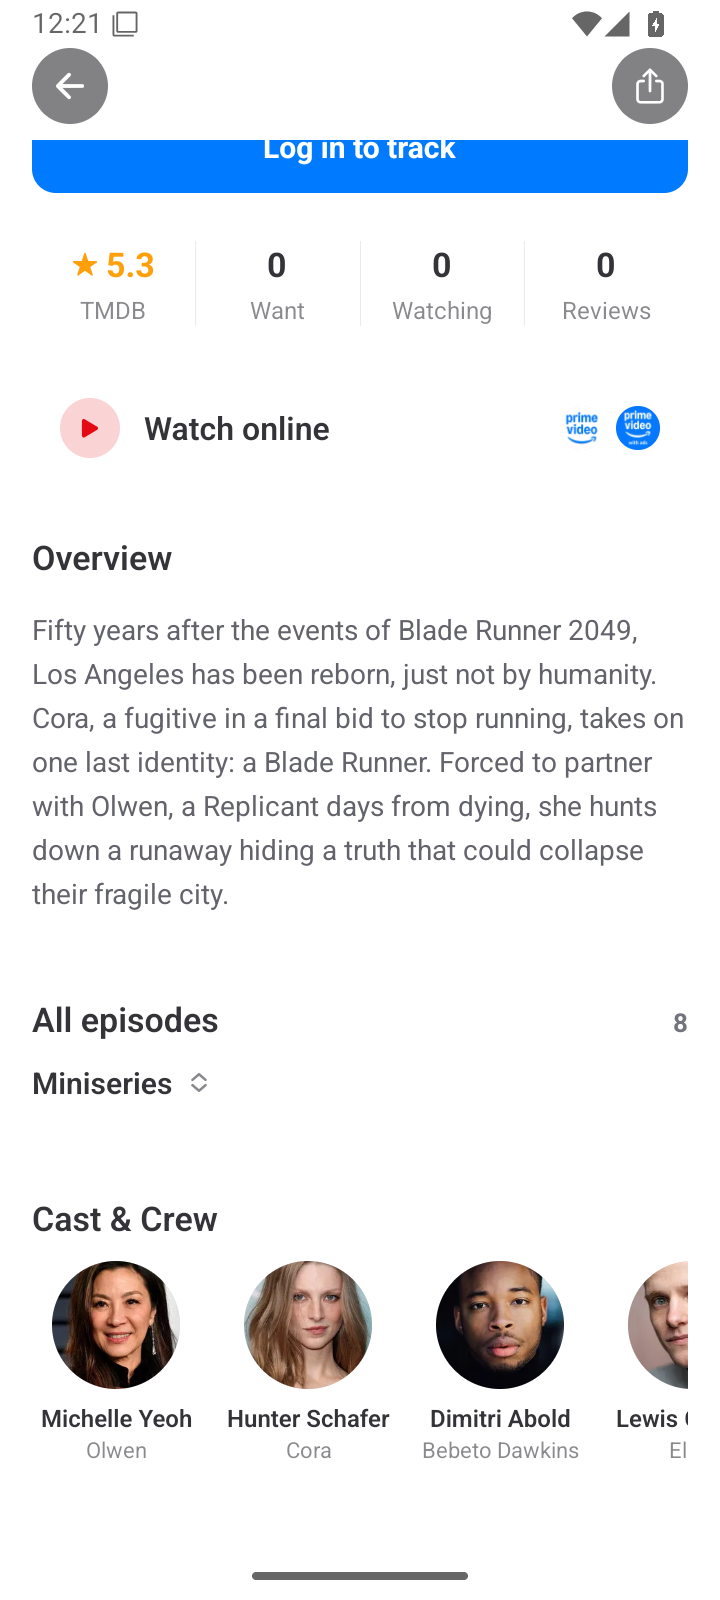 12:21
Log in to track
5.3
TMDB
0
Want
0
Watching
0
Reviews
Watch online
prime video
prime video with ads
Overview
Fifty years after the events of Blade Runner 2049,
Los Angeles has been reborn, just not by humanity.
Cora, a fugitive in a final bid to stop running, takes on
one last identity: a Blade Runner. Forced to partner
with Olwen, a Replicant days from dying, she hunts
down a runaway hiding a truth that could collapse
their fragile city.
All episodes
8
Miniseries
Cast & Crew
Michelle Yeoh
Olwen
Hunter Schafer
Cora
Dimitri Abold
Bebeto Dawkins
Lewis
El